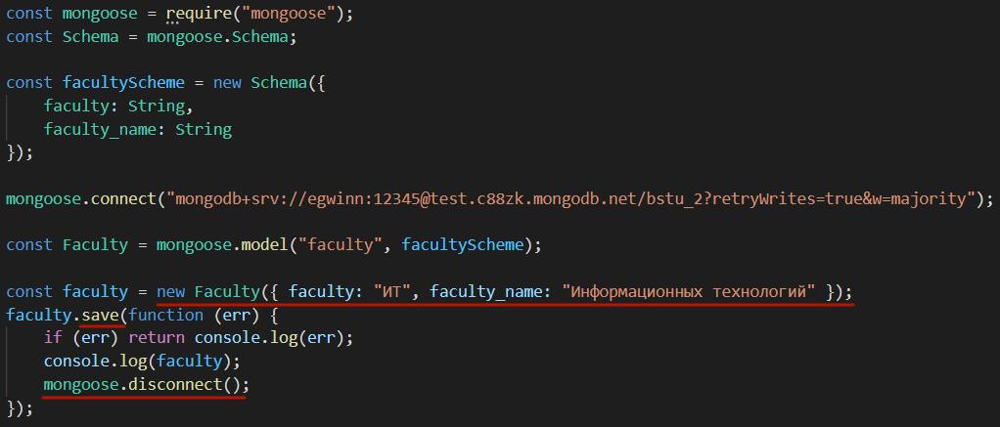 const mongoose = require("mongoose");
const Schema = mongoose.Schema;
const facultyScheme = new Schema({
faculty: String,
faculty_name: String
});
mongoose.connect("mongodb+srv://egwinn:12345@test.c88zk.mongodb.net/bstu_2?retryWrites=true&w=majority");
const Faculty = mongoose.model("faculty", facultyScheme);
const faculty = new Faculty({ faculty: "ИТ", faculty_name: "Информационных технологий" });
faculty.save(function (err) {
if (err) return console.log(err);
console.log(faculty);
mongoose.disconnect();
});